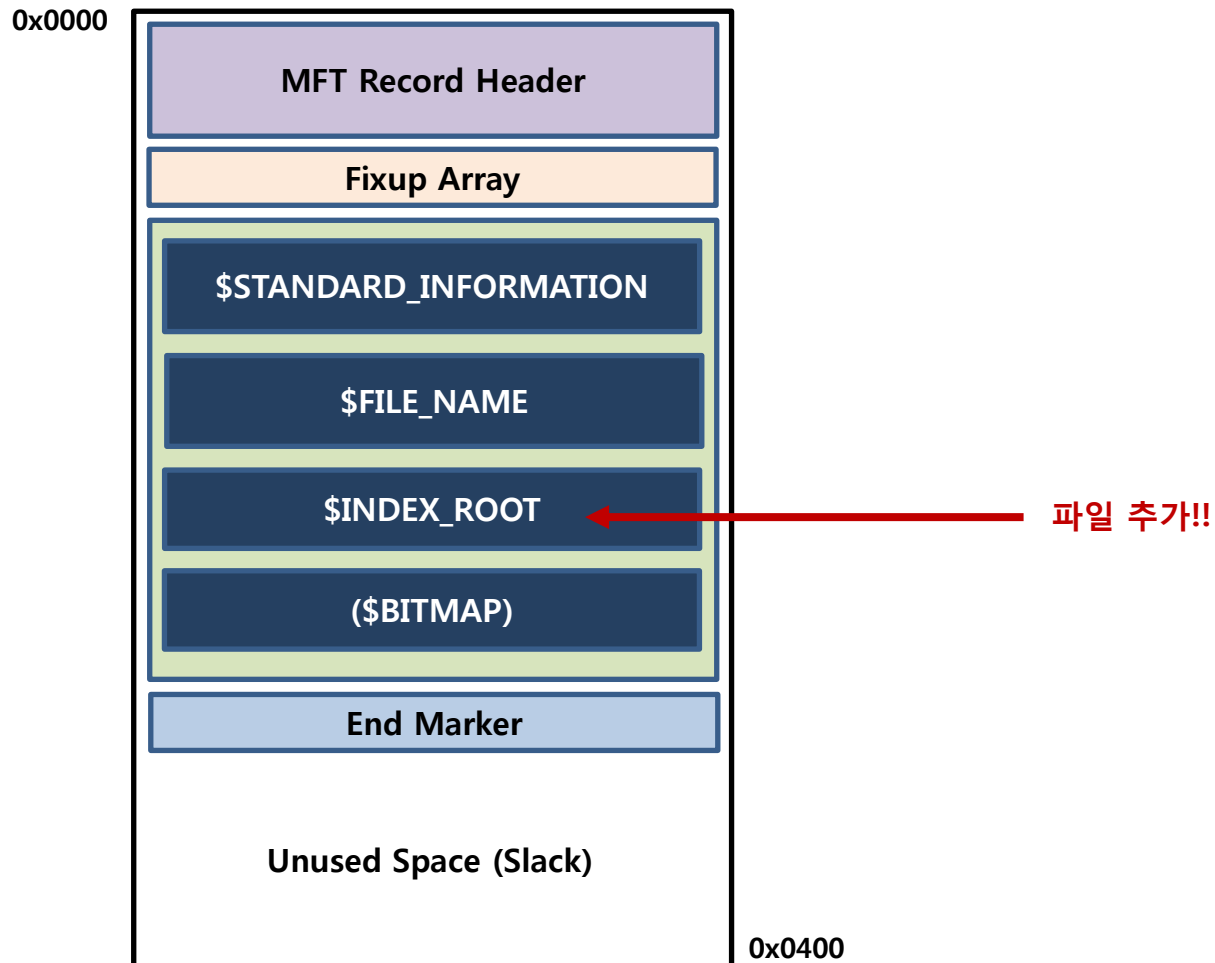 0x0000
MFT Record Header
Fixup Array
$STANDARD_INFORMATION
$FILE_NAME
$INDEX_ROOT
파일 추가!!
($BITMAP)
End Marker
Unused Space (Slack)
0x0400